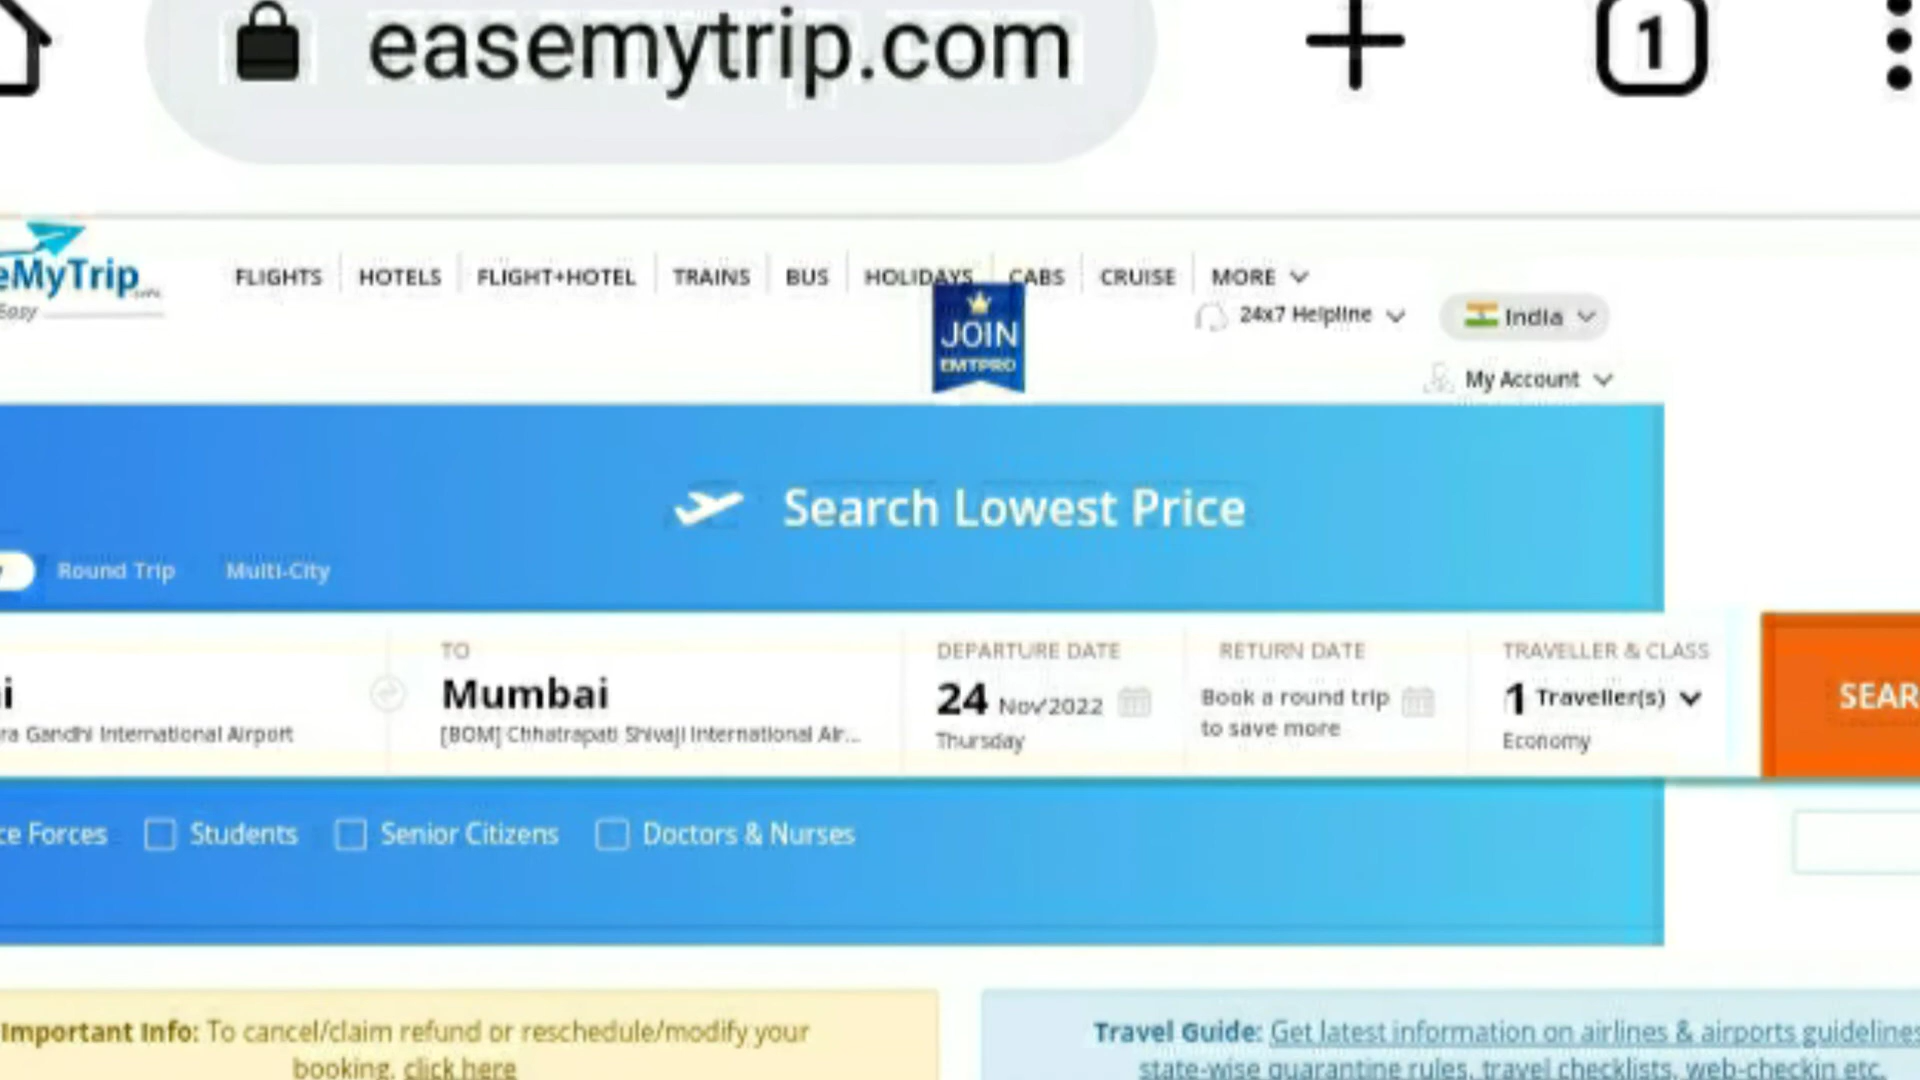 easemytrip.com
1
eMyTrip
Easy
FLIGHTS HOTELS FLIGHT+HOTEL TRAINS BUS HOLIDAYS CABS CRUISE MORE
JOIN
EMTPRO
24x7 Helpline
India
My Account
Search Lowest Price
Round Trip Multi-City
TO DEPARTURE DATE RETURN DATE TRAVELLER & CLASS
i Mumbai 24 Nov'2022 Book a round trip 1 Traveller(s) SEAR
to save more
ra Gandhi International Airport [BOM] Chhatrapati Shivaji International Air... Thursday Economy
ce Forces Students Senior Citizens Doctors & Nurses
Important Info: To cancel/claim refund or reschedule/modify your
booking, click here
Travel Guide: Get latest information on airlines & airports guidelines
state-wise quarantine rules, travel checklists, web-checkin etc.